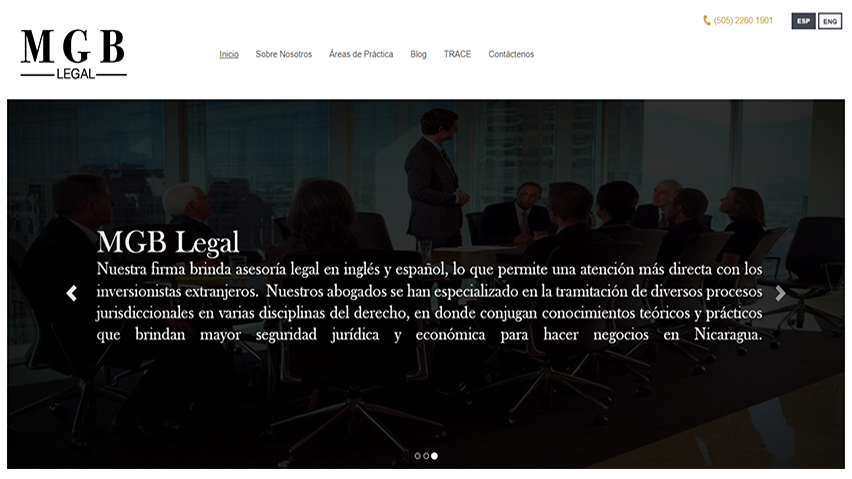 (505) 2260 1901
ESP
ENG
MGB
LEGAL
Inicio
Sobre Nosotros
Áreas de Práctica
Blog
TRACE
Contáctenos
MGB Legal
Nuestra firma brinda asesoría legal en inglés y español, lo que permite una atención más directa con los
inversionistas extranjeros. Nuestros abogados se han especializado en la tramitación de diversos procesos
jurisdiccionales en varias disciplinas del derecho, en donde conjugan conocimientos teóricos y prácticos
que brindan mayor seguridad jurídica y económica para hacer negocios en Nicaragua.